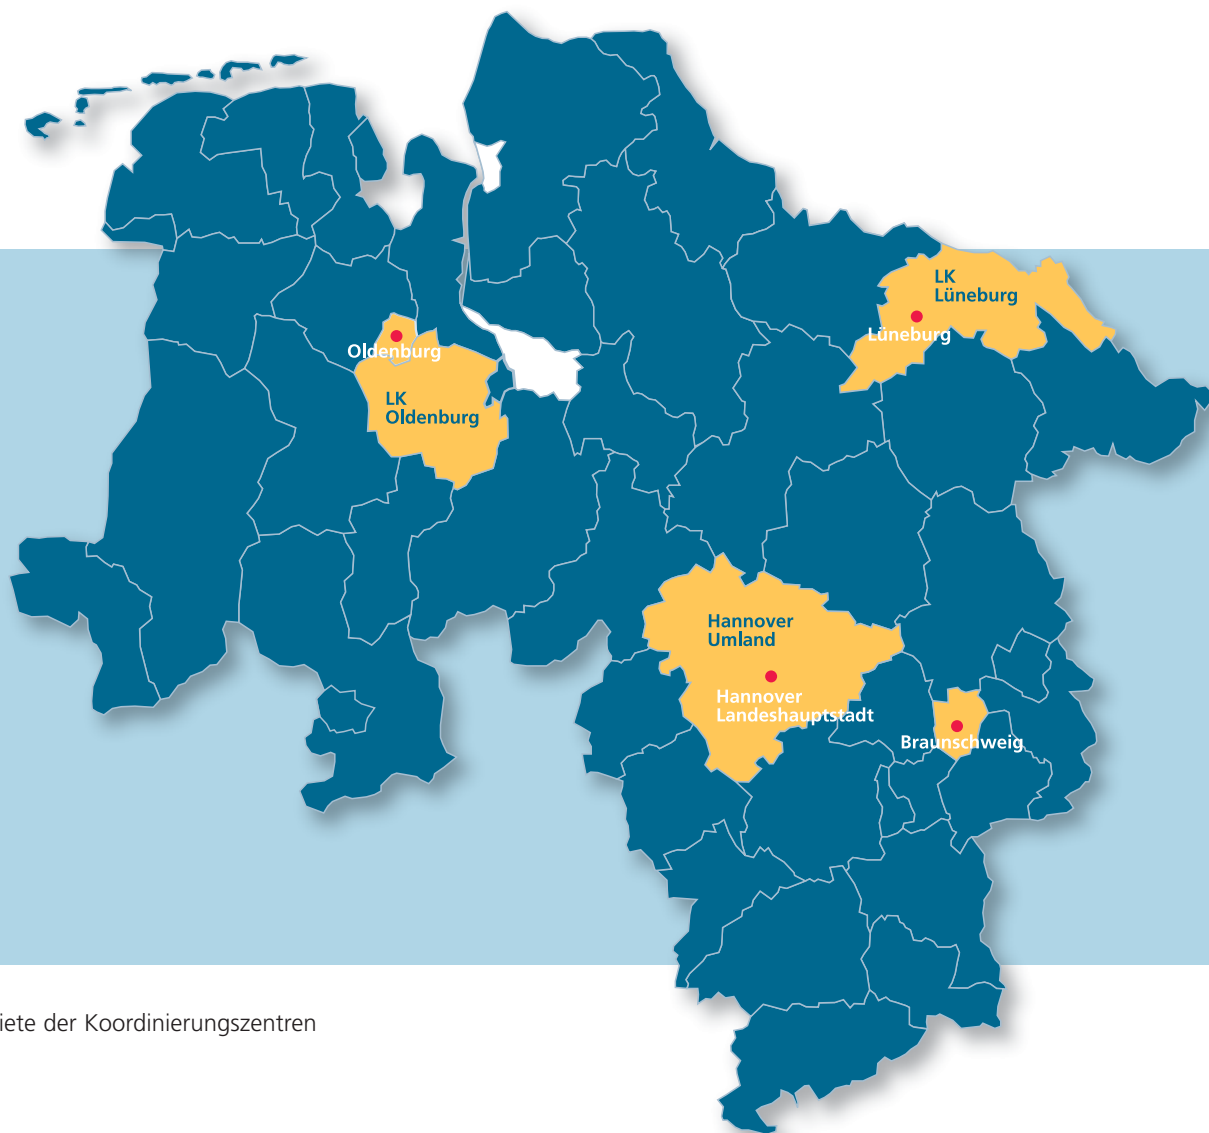 LK
Lüneburg
Lüneburg
Oldenburg
LK
Oldenburg
Hannover
Umland
Hannover
Landeshauptstadt
Braunschweig
iete der Koordinierungszentren